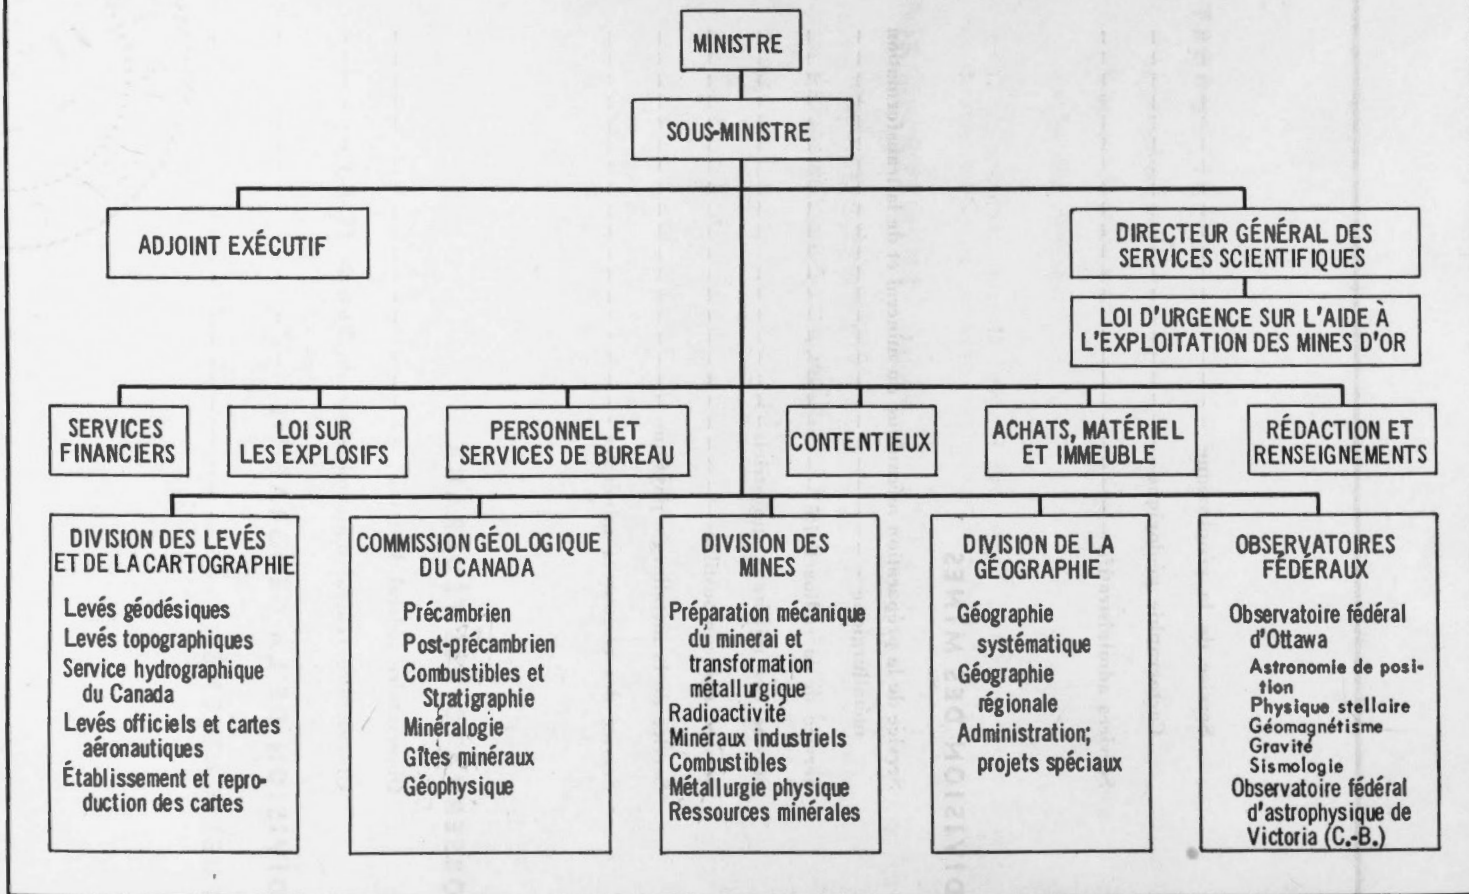 MINISTRE
SOUS-MINISTRE
ADJOINT EXÉCUTIF
DIRECTEUR GÉNÉRAL DES
SERVICES SCIENTIFIQUES
LOI D'URGENCE SUR L'AIDE À
L'EXPLOITATION DES MINES D'OR
SERVICES
FINANCIERS
LOI SUR
LES EXPLOSIFS
PERSONNEL ET
SERVICES DE BUREAU
CONTENTIEUX
ACHATS, MATÉRIEL
ET IMMEUBLE
RÉDACTION ET
RENSEIGNEMENTS
DIVISION DES LEVÉS
ET DE LA CARTOGRAPHIE
Levés géodésiques
Levés topographiques
Service hydrographique
du Canada
Levés officiels et cartes
aéronautiques
Établissement et repro-
duction des cartes
COMMISSION GÉOLOGIQUE
DU CANADA
Précambrien
Post-précambrien
Combustibles et
Stratigraphie
Minéralogie
Gîtes minéraux
Géophysique
DIVISION DES
MINES
Préparation mécanique
du minerai et
transformation
métallurgique
Radioactivité
Minéraux industriels
Combustibles
Métallurgie physique
Ressources minérales
DIVISION DE LA
GÉOGRAPHIE
Géographie
systématique
Géographie
régionale
Administration;
projets spéciaux
OBSERVATOIRES
FÉDÉRAUX
Observatoire fédéral
d'Ottawa
Astronomie de posi-
tion
Physique stellaire
Géomagnétisme
Gravité
Sismologie
Observatoire fédéral
d'astrophysique de
Victoria (C.-B.)